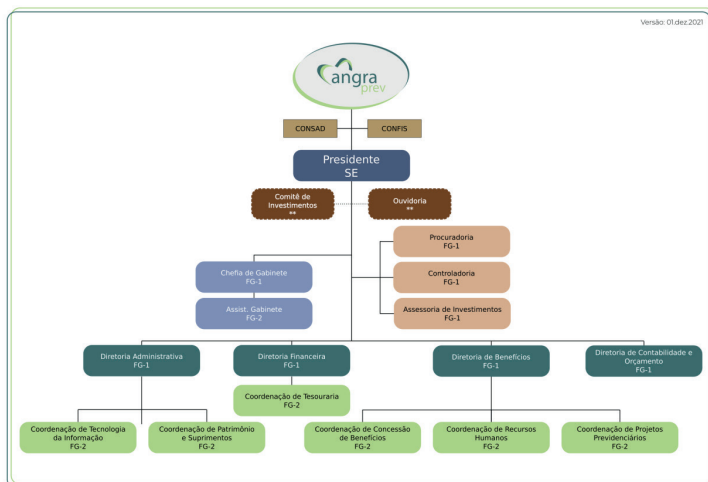 Versão: 01.dez.2021
angra
prev
CONSAD
CONFIS
Presidente
SE
Comitê de
Investimentos
**
Ouvidoria
**
Procuradoria
FG-1
Chefia de Gabinete
FG-1
Controladoria
FG-1
Assist. Gabinete
FG-2
Assessoria de Investimentos
FG-1
Diretoria Administrativa
FG-1
Diretoria Financeira
FG-1
Diretoria de Benefícios
FG-1
Diretoria de Contabilidade e
Orçamento
FG-1
Coordenação de Tesouraria
FG-2
Coordenação de Tecnologia
da Informação
FG-2
Coordenação de Patrimônio
e Suprimentos
FG-2
Coordenação de Concessão
de Benefícios
FG-2
Coordenação de Recursos
Humanos
FG-2
Coordenação de Projetos
Previdenciários
FG-2